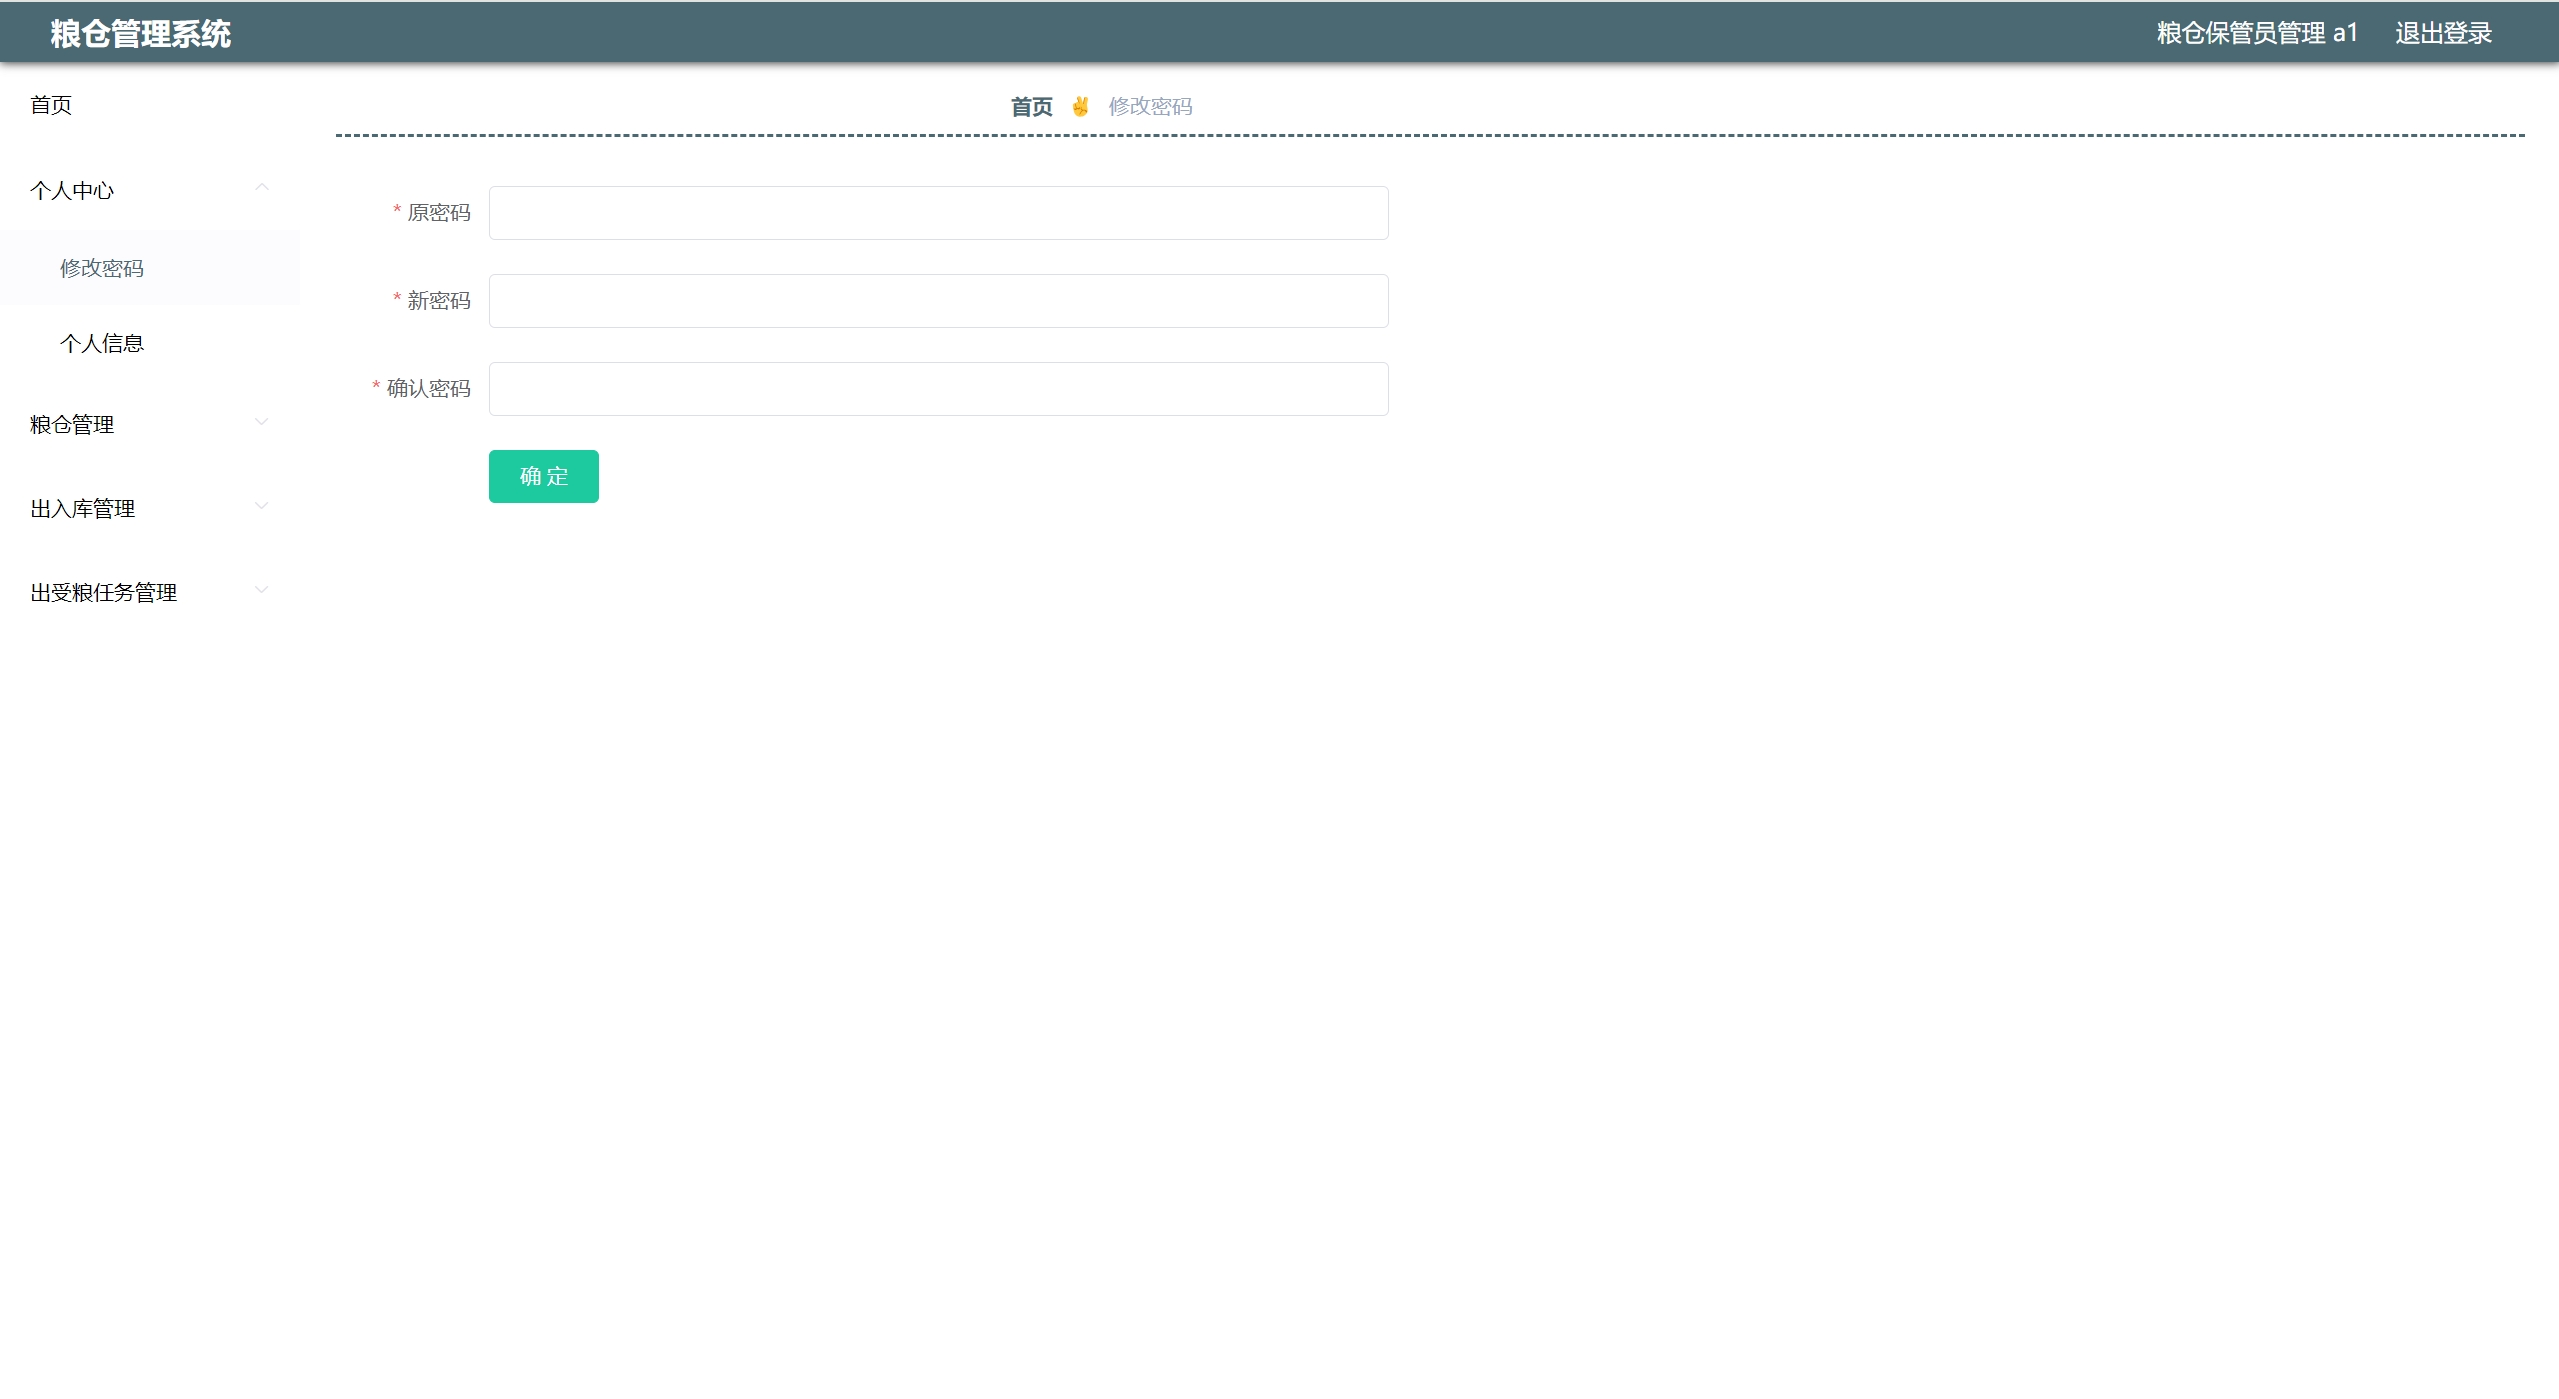 粮仓管理系统
粮仓保管员管理 a1
退出登录
首页
个人中心
修改密码
个人信息
粮仓管理
出入库管理
出受粮任务管理
首页 ✌ 修改密码
* 原密码
* 新密码
* 确认密码
确 定